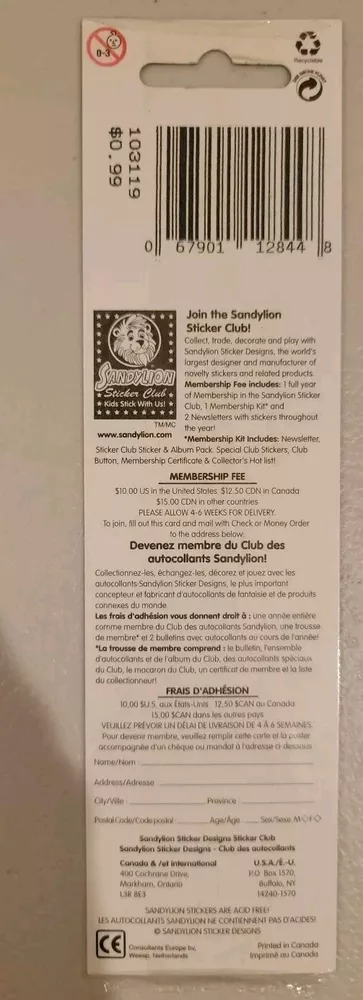 0-3
Recyclable
103119
$0.99
0 67901 12844 8
Join the Sandylion
Sticker Club!
Collect, trade, decorate and play with
Sandylion Sticker Designs, the world's
largest designer and manufacturer of
novelty stickers and related products.
Membership Fee includes: 1 full year
of Membership in the Sandylion Sticker
Club, 1 Membership Kit* and
2 Newsletters with stickers throughout
the year!
SANDYLION
Sticker Club
Kids Stick With Us!
TM/MC
www.sandylion.com
*Membership Kit Includes: Newsletter,
Sticker Club Sticker & Album Pack. Special Club Stickers, Club
Button, Membership Certificate & Collector's Hot list!
MEMBERSHIP FEE
$10.00 US in the United States $12.50 CDN in Canada
$15.00 CDN in other countries
PLEASE ALLOW 4-6 WEEKS FOR DELIVERY.
To join, fill out this card and mail with Check or Money Order
to the address below.
Devenez membre du Club des
autocollants Sandylion!
Collectionnez-les, échangez-les, décorez et jouez avec les
autocollants Sandylion Sticker Designs, le plus important
concepteur et fabricant d'autocollants de fantaisie et de produits
connexes du monde.
Les frais d'adhésion vous donnent droit à : une année entière
comme membre du Club des autocollants Sandylion, une trousse
de membre* et 2 bulletins avec autocollants au cours de l'année!
*La trousse de membre comprend : le bulletin, l'ensemble
d'autocollants et de l'album du Club, des autocollants spéciaux
du Club, le macaron du Club, un certificat de membre et la liste
du collectionneur!
FRAIS D'ADHÉSION
10,00 $U.S. aux États-Unis 12,50 $CAN au Canada
15,00 $CAN dans les autres pays
VEUILLEZ PRÉVOIR UN DÉLAI DE LIVRAISON DE 4 À 6 SEMAINES.
Pour devenir membre, veuillez remplir cette carte et la poster
accompagnée d'un chèque ou mandat à l'adresse ci-dessous
Name/Nom:
Address/Adresse
City/Ville: Province:
Postal Code/Code postal: Age/Âge Sex/Sexe M F
Sandylion Sticker Designs Sticker Club
Sandylion Sticker Designs - Club des autocollants
Canada & /et International
400 Cochrane Drive,
Markham, Ontario
L3R 8E3
U.S.A./É.-U.
P.O. Box 1570,
Buffalo, NY
14240-1570
SANDYLION STICKERS ARE ACID FREE!
LES AUTOCOLLANTS SANDYLION NE CONTIENNENT PAS D'ACIDES!
© SANDYLION STICKER DESIGNS
CE
Consultants Europe bv,
Weesp, Netherlands
Printed in Canada
Imprimé au Canada